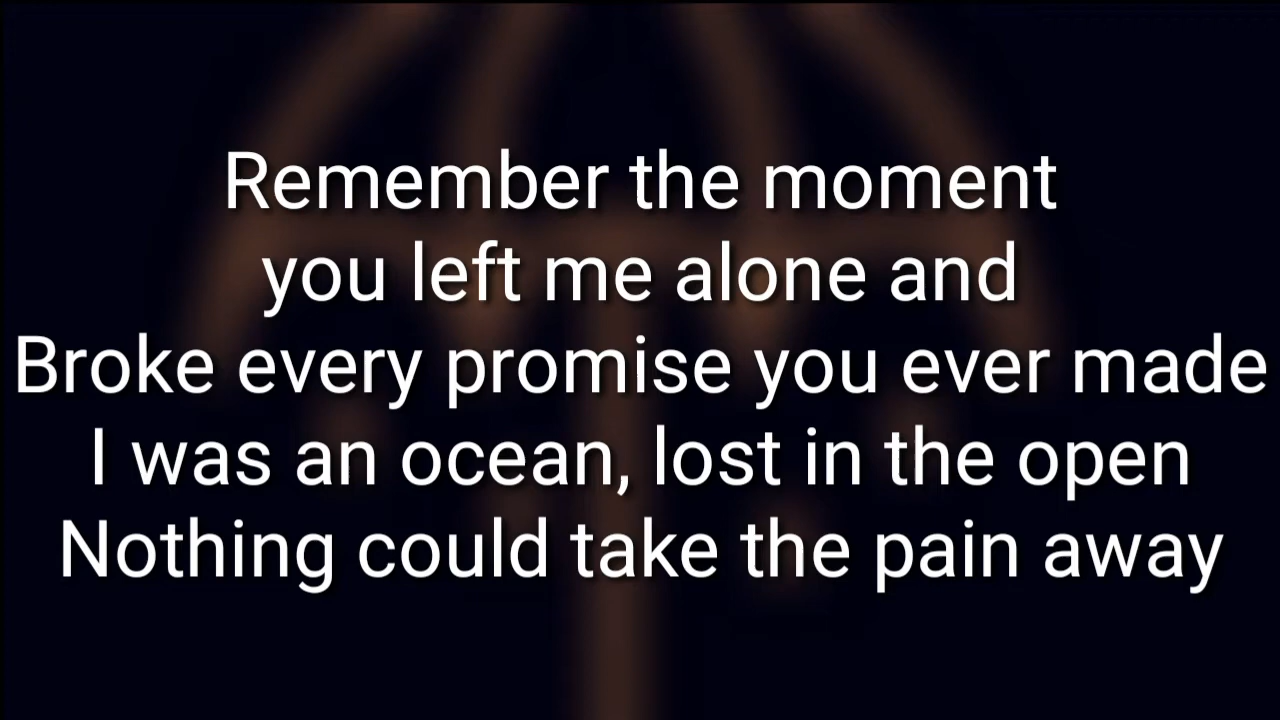 Remember the moment
you left me alone and
Broke every promise you ever made
I was an ocean, lost in the open
Nothing could take the pain away